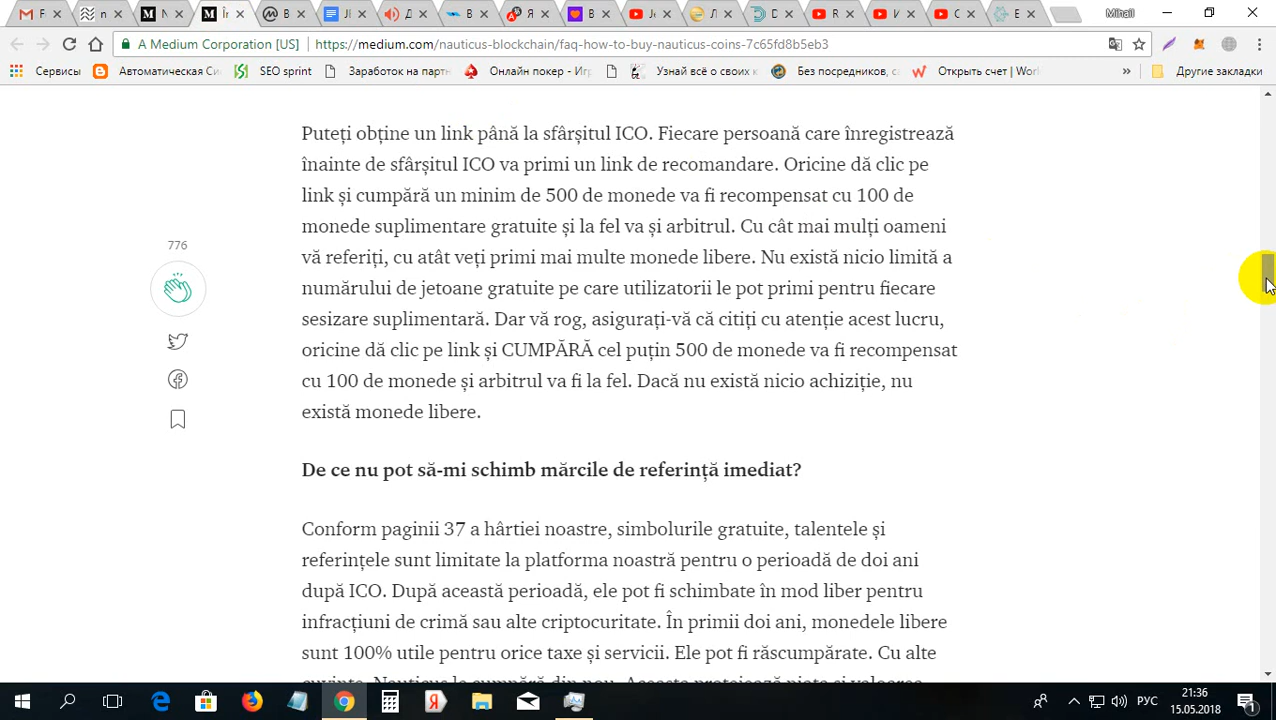 F
n
M N
M Î
B
JI
Д
B
Я
B
Jo
L
D
R
И
C
E
Mihail
A Medium Corporation [US] https://medium.com/nauticus-blockchain/faq-how-to-buy-nauticus-coins-7c65fd8b5eb3
Сервисы Автоматическая Си SEO sprint Заработок на партн Онлайн покер - Игр Узнай всё о своих к Без посредников, са Открыть счет | Worl » Другие закладки
Puteți obține un link până la sfârșitul ICO. Fiecare persoană care înregistrează
înainte de sfârșitul ICO va primi un link de recomandare. Oricine dă clic pe
link și cumpără un minim de 500 de monede va fi recompensat cu 100 de
monede suplimentare gratuite și la fel va și arbitrul. Cu cât mai mulți oameni
vă referiți, cu atât veți primi mai multe monede libere. Nu există nicio limită a
numărului de jetoane gratuite pe care utilizatorii le pot primi pentru fiecare
sesizare suplimentară. Dar vă rog, asigurați-vă că citiți cu atenție acest lucru,
oricine dă clic pe link și CUMPĂRĂ cel puțin 500 de monede va fi recompensat
cu 100 de monede și arbitrul va fi la fel. Dacă nu există nicio achiziție, nu
există monede libere.
776
De ce nu pot să-mi schimb mărcile de referință imediat?
Conform paginii 37 a hârtiei noastre, simbolurile gratuite, talentele și
referințele sunt limitate la platforma noastră pentru o perioadă de doi ani
după ICO. După această perioadă, ele pot fi schimbate în mod liber pentru
infracțiuni de crimă sau alte criptocuritate. În primii doi ani, monedele libere
sunt 100% utile pentru orice taxe și servicii. Ele pot fi răscumpărate. Cu alte
РУС
21:36
15.05.2018
1